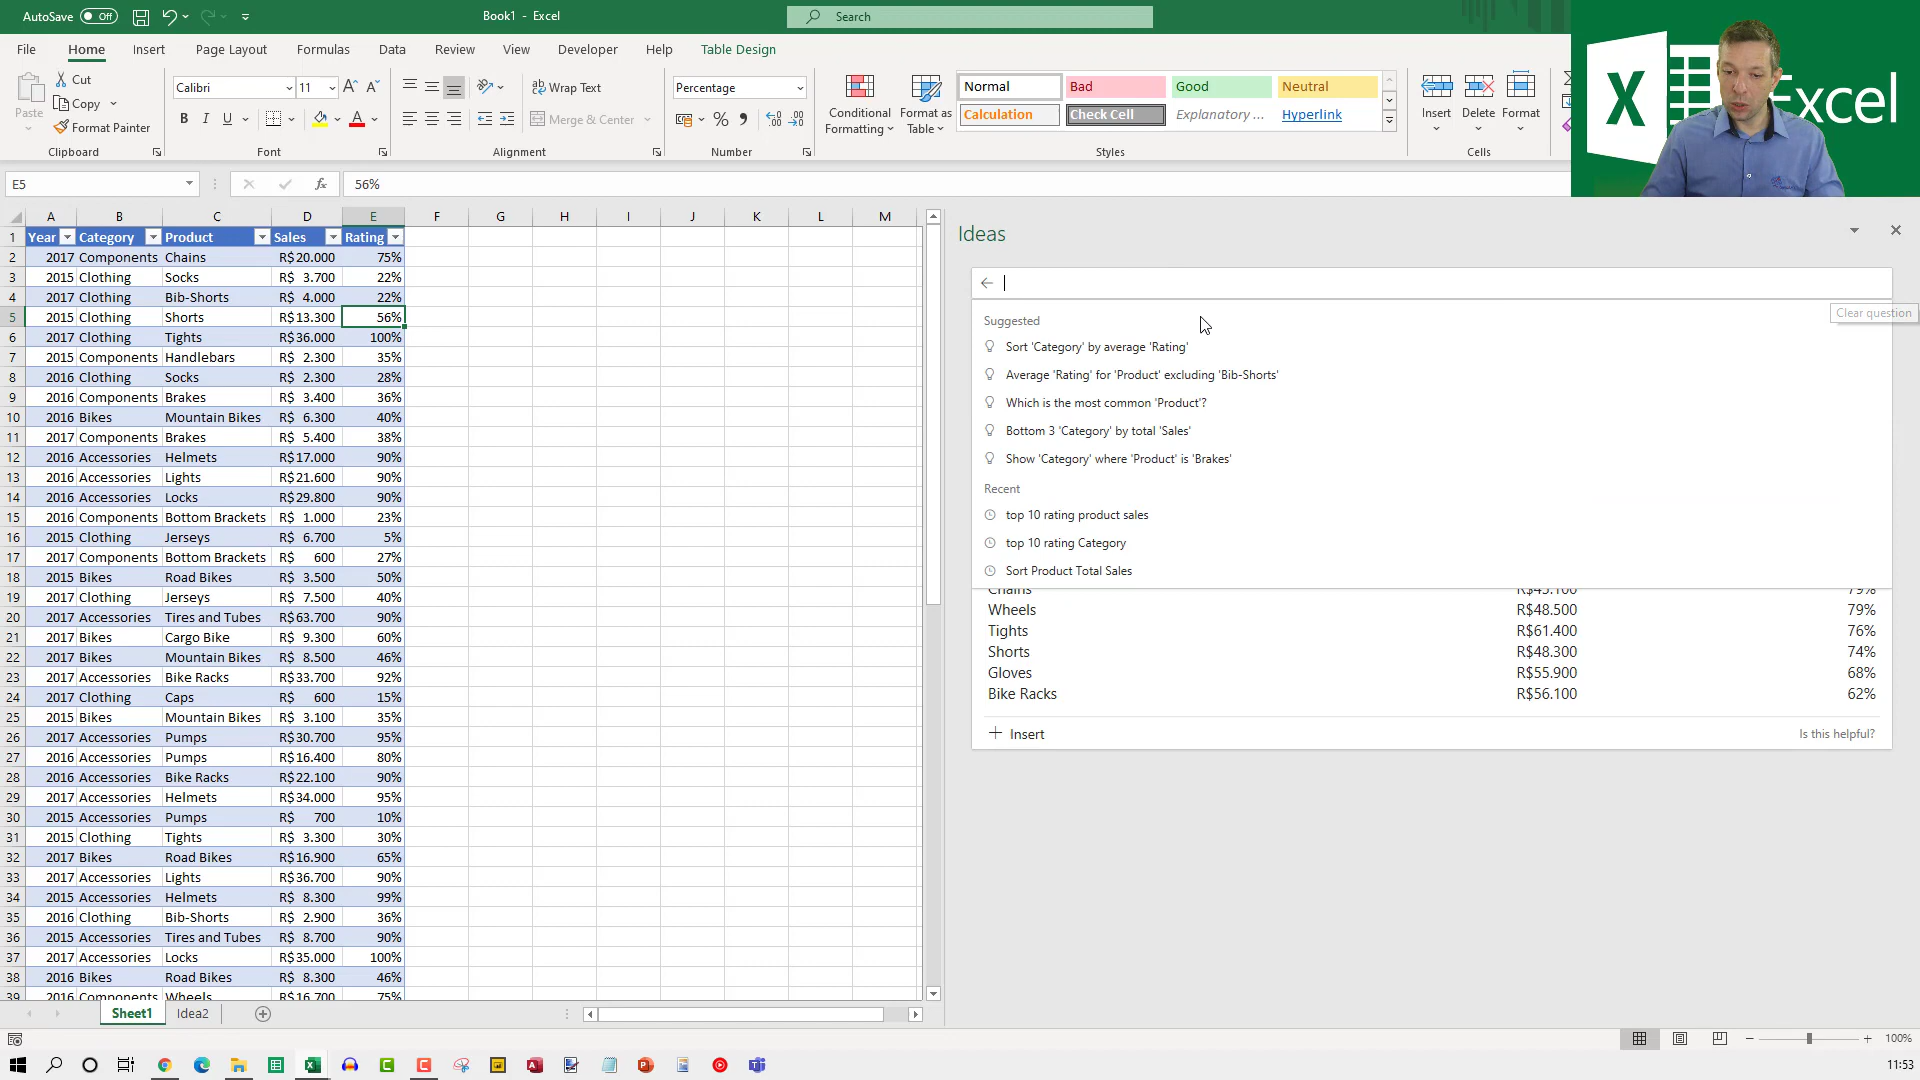 AutoSave Off Book1 - Excel Search
File Home Insert Page Layout Formulas Data Review View Developer Help Table Design
Paste Cut Copy Format Painter Clipboard
Calibri 11 A A B I U A Font
Wrap Text Merge & Center Alignment
Percentage % Number
Conditional Formatting Format as Table
Normal Bad Good Neutral
Calculation Check Cell Explanatory ... Hyperlink
Styles
Insert Delete Format Cells
X Excel
E5 fx 56%
A B C D E F G H I J K L M
1 Year Category Product Sales Rating
2 2017 Components Chains R$ 20.000 75%
3 2015 Clothing Socks R$ 3.700 22%
4 2017 Clothing Bib-Shorts R$ 4.000 22%
5 2015 Clothing Shorts R$ 13.300 56%
6 2017 Clothing Tights R$ 36.000 100%
7 2015 Components Handlebars R$ 2.300 35%
8 2016 Clothing Socks R$ 2.300 28%
9 2016 Components Brakes R$ 3.400 36%
10 2016 Bikes Mountain Bikes R$ 6.300 40%
11 2017 Components Brakes R$ 5.400 38%
12 2016 Accessories Helmets R$ 17.000 90%
13 2016 Accessories Lights R$ 21.600 90%
14 2016 Accessories Locks R$ 29.800 90%
15 2016 Components Bottom Brackets R$ 1.000 23%
16 2015 Clothing Jerseys R$ 6.700 5%
17 2017 Components Bottom Brackets R$ 600 27%
18 2015 Bikes Road Bikes R$ 3.500 50%
19 2017 Clothing Jerseys R$ 7.500 40%
20 2017 Accessories Tires and Tubes R$ 63.700 90%
21 2017 Bikes Cargo Bike R$ 9.300 60%
22 2017 Bikes Mountain Bikes R$ 8.500 46%
23 2017 Accessories Bike Racks R$ 33.700 92%
24 2017 Clothing Caps R$ 600 15%
25 2015 Bikes Mountain Bikes R$ 3.100 35%
26 2017 Accessories Pumps R$ 30.700 95%
27 2016 Accessories Pumps R$ 16.400 80%
28 2016 Accessories Bike Racks R$ 22.100 90%
29 2017 Accessories Helmets R$ 34.000 95%
30 2015 Accessories Pumps R$ 700 10%
31 2015 Clothing Tights R$ 3.300 30%
32 2017 Bikes Road Bikes R$ 16.900 65%
33 2017 Accessories Lights R$ 36.700 90%
34 2015 Accessories Helmets R$ 8.300 99%
35 2016 Clothing Bib-Shorts R$ 2.900 36%
36 2015 Accessories Tires and Tubes R$ 8.700 90%
37 2017 Accessories Locks R$ 35.000 100%
38 2016 Bikes Road Bikes R$ 8.300 46%
39 2016 Components Wheels R$ 16.700 75%
Ideas
Clear question
Suggested
Sort 'Category' by average 'Rating'
Average 'Rating' for 'Product' excluding 'Bib-Shorts'
Which is the most common 'Product'?
Bottom 3 'Category' by total 'Sales'
Show 'Category' where 'Product' is 'Brakes'
Recent
top 10 rating product sales
top 10 rating Category
Sort Product Total Sales
Chains R$45.100 79%
Wheels R$48.500 79%
Tights R$61.400 76%
Shorts R$48.300 74%
Gloves R$55.900 68%
Bike Racks R$56.100 62%
Insert Is this helpful?
Sheet1 Idea2
100%
11:53